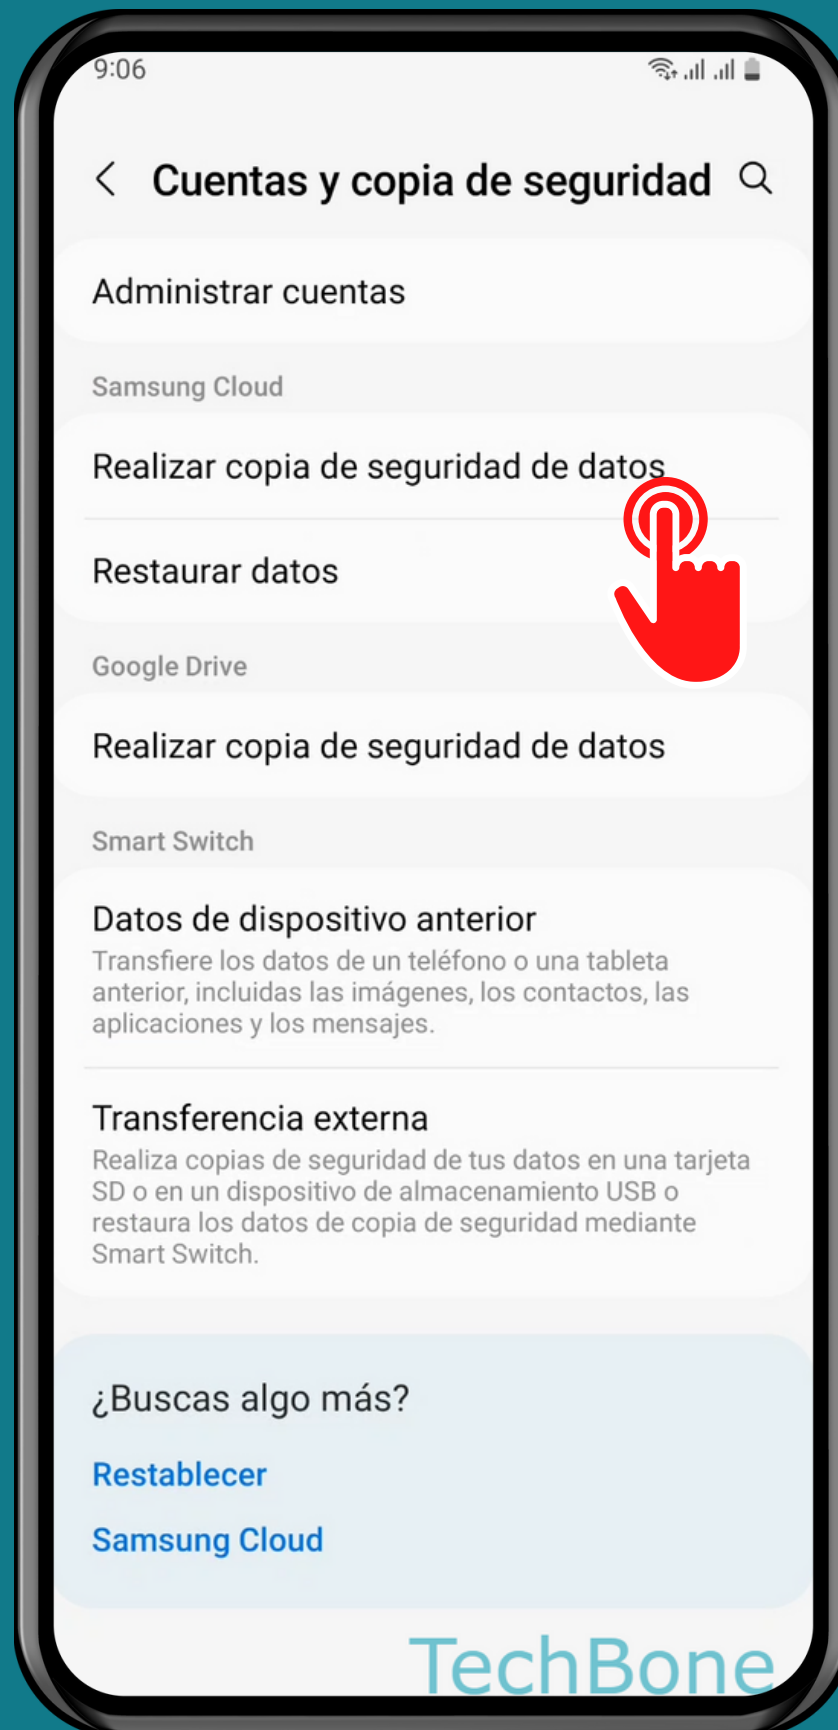 9:06
Cuentas y copia de seguridad
Administrar cuentas
Samsung Cloud
Realizar copia de seguridad de datos
Restaurar datos
Google Drive
Realizar copia de seguridad de datos
Smart Switch
Datos de dispositivo anterior
Transfiere los datos de un teléfono o una tableta
anterior, incluidas las imágenes, los contactos, las
aplicaciones y los mensajes.
Transferencia externa
Realiza copias de seguridad de tus datos en una tarjeta
SD o en un dispositivo de almacenamiento USB o
restaura los datos de copia de seguridad mediante
Smart Switch.
¿Buscas algo más?
Restablecer
Samsung Cloud
TechBone